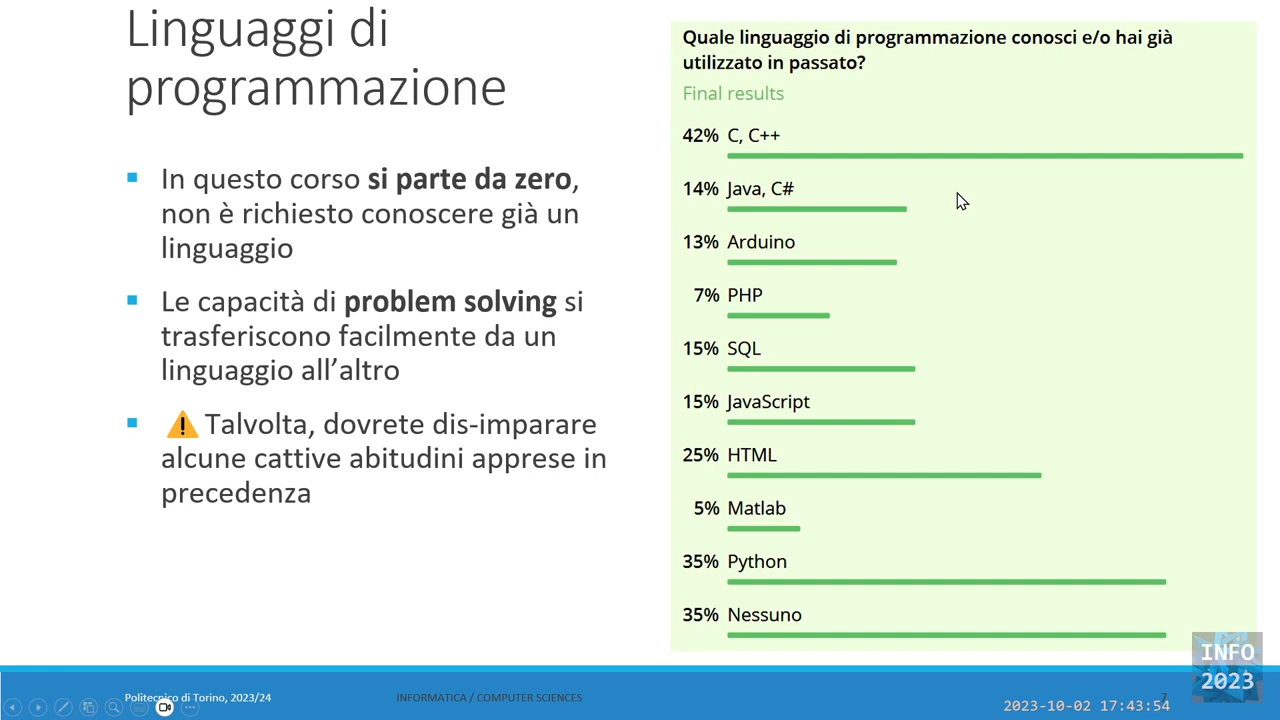 Linguaggi di
programmazione
In questo corso si parte da zero,
non è richiesto conoscere già un
linguaggio
Le capacità di problem solving si
trasferiscono facilmente da un
linguaggio all’altro
⚠ Talvolta, dovrete dis-imparare
alcune cattive abitudini apprese in
precedenza
Quale linguaggio di programmazione conosci e/o hai già
utilizzato in passato?
Final results
42% C, C++
14% Java, C#
13% Arduino
7% PHP
15% SQL
15% JavaScript
25% HTML
5% Matlab
35% Python
35% Nessuno
Politecnico di Torino, 2023/24
INFORMATICA / COMPUTER SCIENCES
7
INFO
2023
2023-10-02 17:43:54